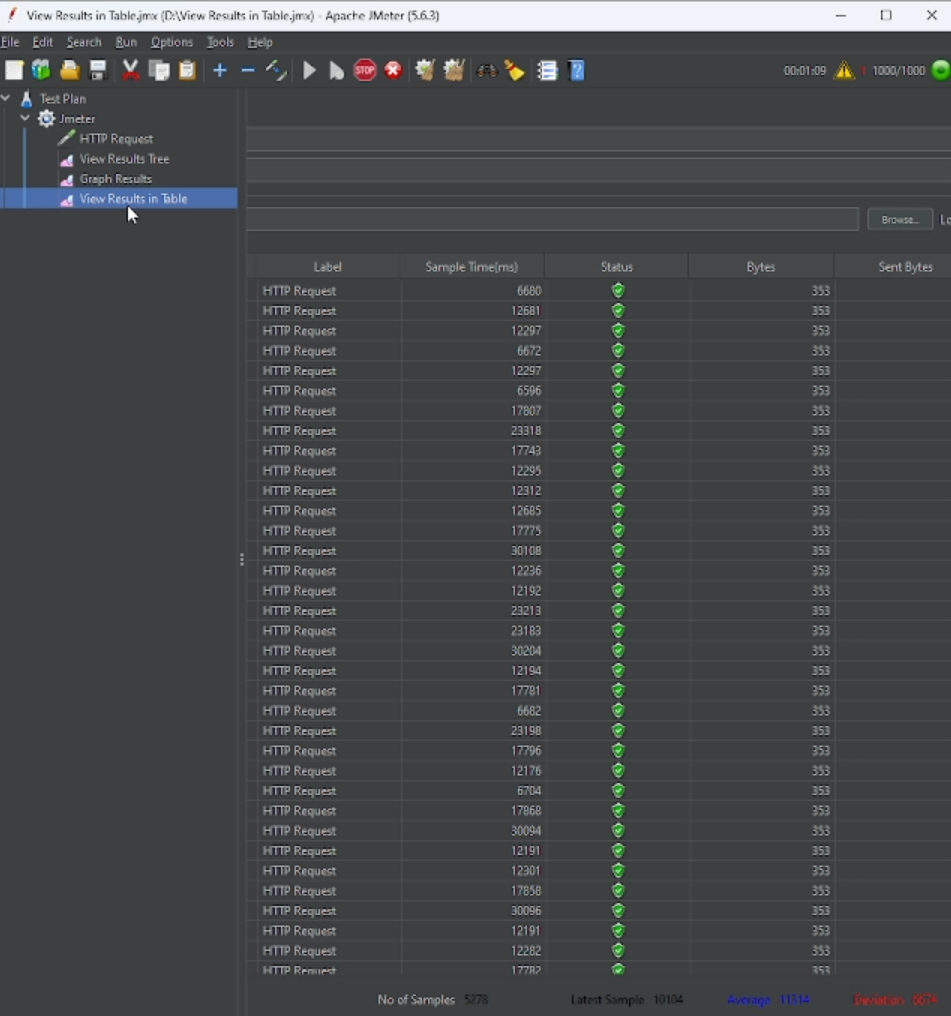 View Results in Table.jmx (D:\View Results in Table.jmx) - Apache JMeter (5.6.3)
File Edit Search Run Options Tools Help
STOP 00:01:09 1000/1000
Test Plan
Jmeter
HTTP Request
View Results Tree
Graph Results
View Results in Table
Browse...
Label Sample Time(ms) Status Bytes Sent Bytes
HTTP Request 6680 353
HTTP Request 12681 353
HTTP Request 12297 353
HTTP Request 6672 353
HTTP Request 12297 353
HTTP Request 6596 353
HTTP Request 17807 353
HTTP Request 23318 353
HTTP Request 17743 353
HTTP Request 12295 353
HTTP Request 12312 353
HTTP Request 12685 353
HTTP Request 17775 353
HTTP Request 30108 353
HTTP Request 12236 353
HTTP Request 12192 353
HTTP Request 23213 353
HTTP Request 23183 353
HTTP Request 30204 353
HTTP Request 12194 353
HTTP Request 17781 353
HTTP Request 6682 353
HTTP Request 23198 353
HTTP Request 17796 353
HTTP Request 12176 353
HTTP Request 6704 353
HTTP Request 17868 353
HTTP Request 30094 353
HTTP Request 12191 353
HTTP Request 12301 353
HTTP Request 17858 353
HTTP Request 30096 353
HTTP Request 12191 353
HTTP Request 12282 353
HTTP Request 17782 353
No of Samples 5278 Latest Sample 10104 Average 11314 Deviation